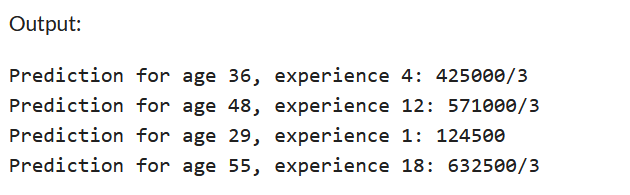 Output:
Prediction for age 36, experience 4: 425000/3
Prediction for age 48, experience 12: 571000/3
Prediction for age 29, experience 1: 124500
Prediction for age 55, experience 18: 632500/3